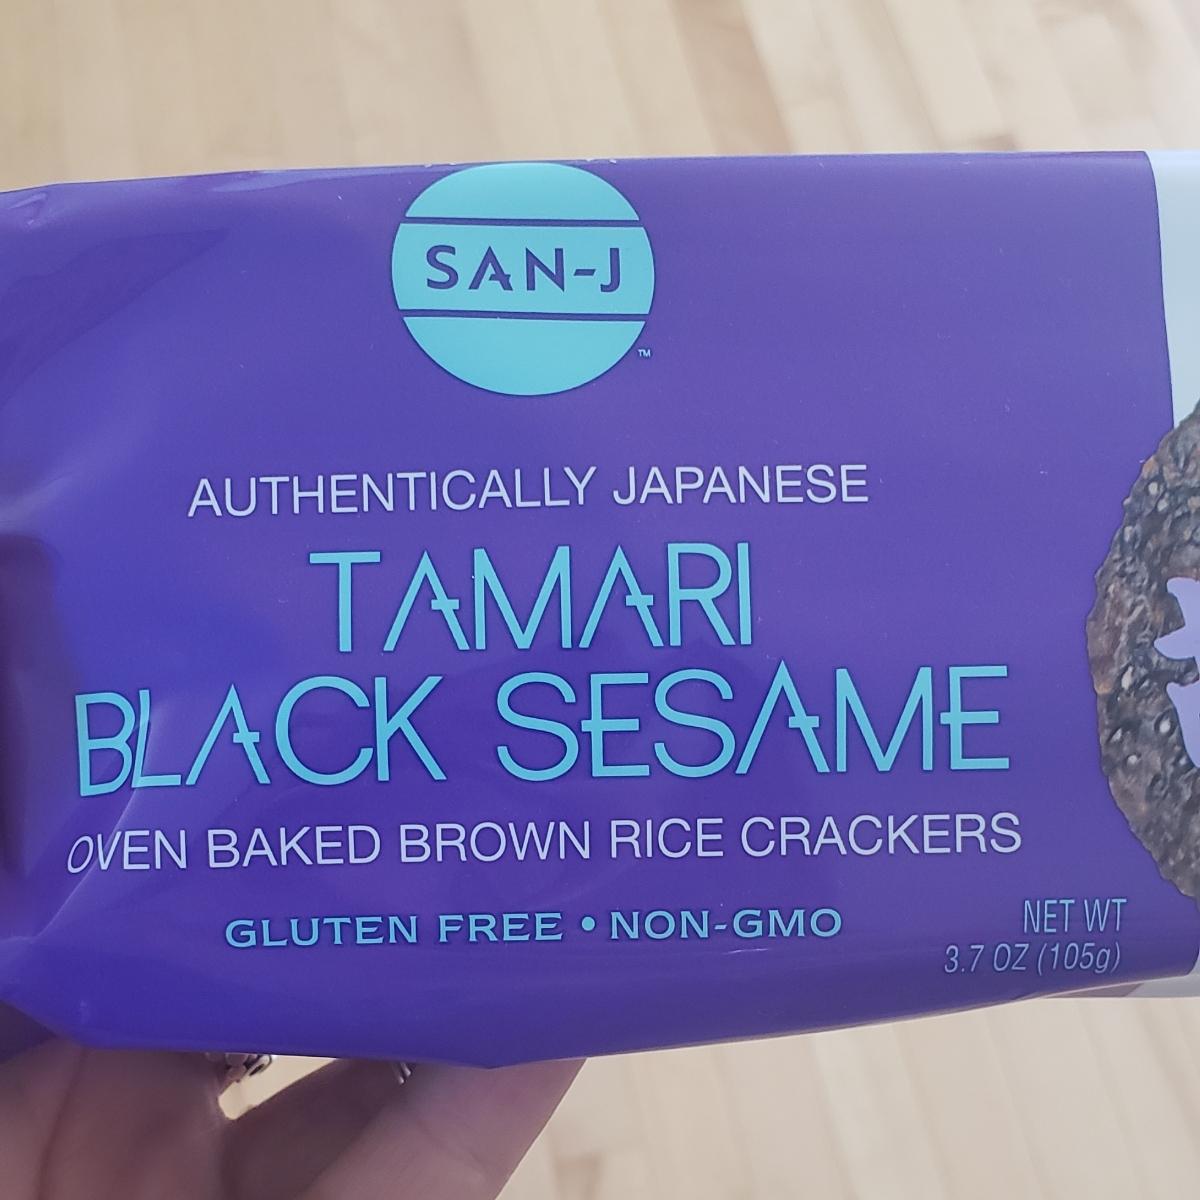 SAN-J
TM
AUTHENTICALLY JAPANESE
TAMARI
BLACK SESAME
OVEN BAKED BROWN RICE CRACKERS
GLUTEN FREE • NON-GMO
NET WT
3.7 OZ (105g)